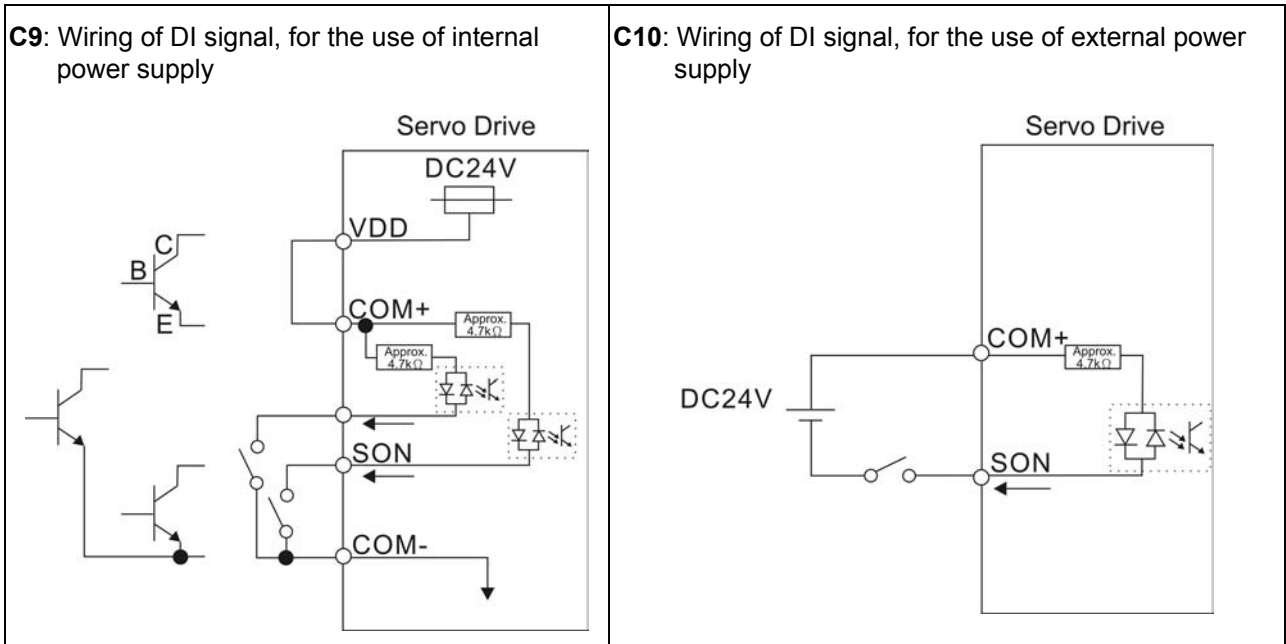 C9: Wiring of DI signal, for the use of internal
power supply
Servo Drive
DC24V
VDD
C
B
E
COM+
Approx.
4.7kΩ
Approx.
4.7kΩ
SON
COM-
C10: Wiring of DI signal, for the use of external power
supply
Servo Drive
COM+
Approx.
4.7kΩ
DC24V
SON